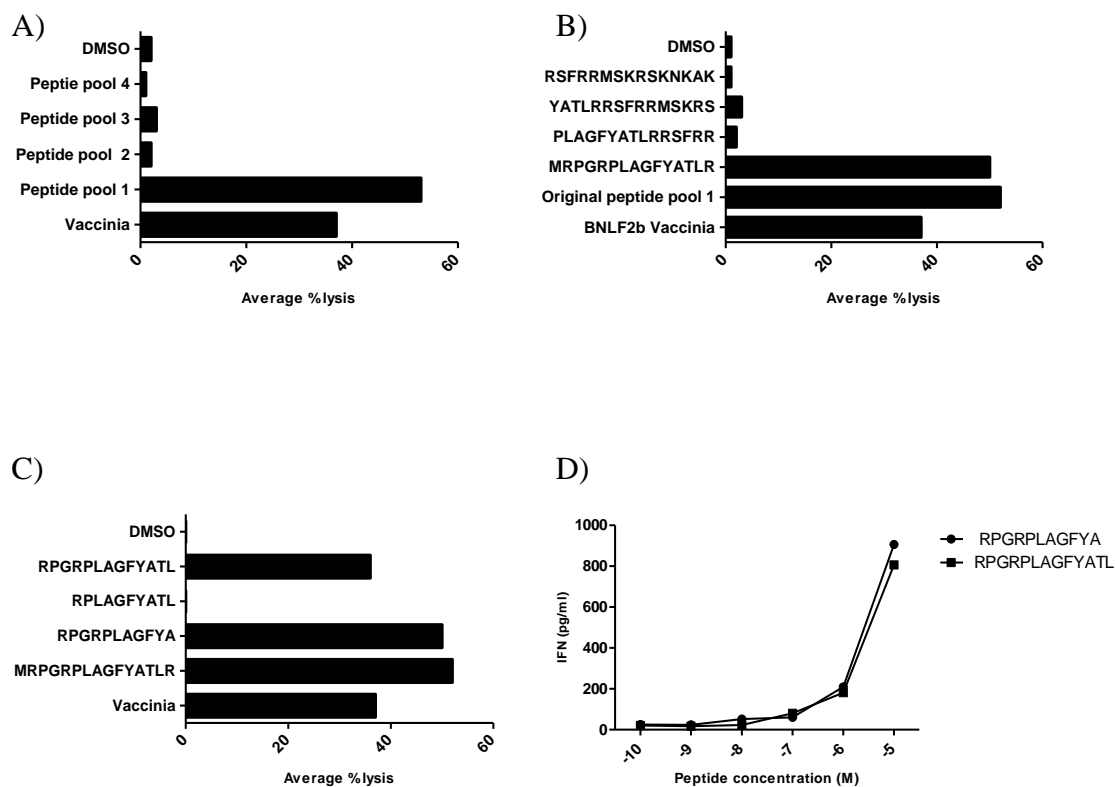 A)
DMSO
Peptie pool 4
Peptide pool 3
Peptide pool 2
Peptide pool 1
Vaccinia
0
20
40
60
Average %lysis
B)
DMSO
RSFRRMSKRSKNKAK
YATLRRSFRRMSKRS
PLAGFYATLRRSFRR
MRPGRPLAGFYATLR
Original peptide pool 1
BNLF2b Vaccinia
0
20
40
60
Average %lysis
C)
DMSO
RPGRPLAGFYATL
RPLAGFYATL
RPGRPLAGFYA
MRPGRPLAGFYATLR
Vaccinia
0
20
40
60
Average %lysis
D)
1000
800
600
400
200
0
IFN (pg/ml)
-10
-9
-8
-7
-6
-5
Peptide concentration (M)
RPGRPLAGFYA
RPGRPLAGFYATL